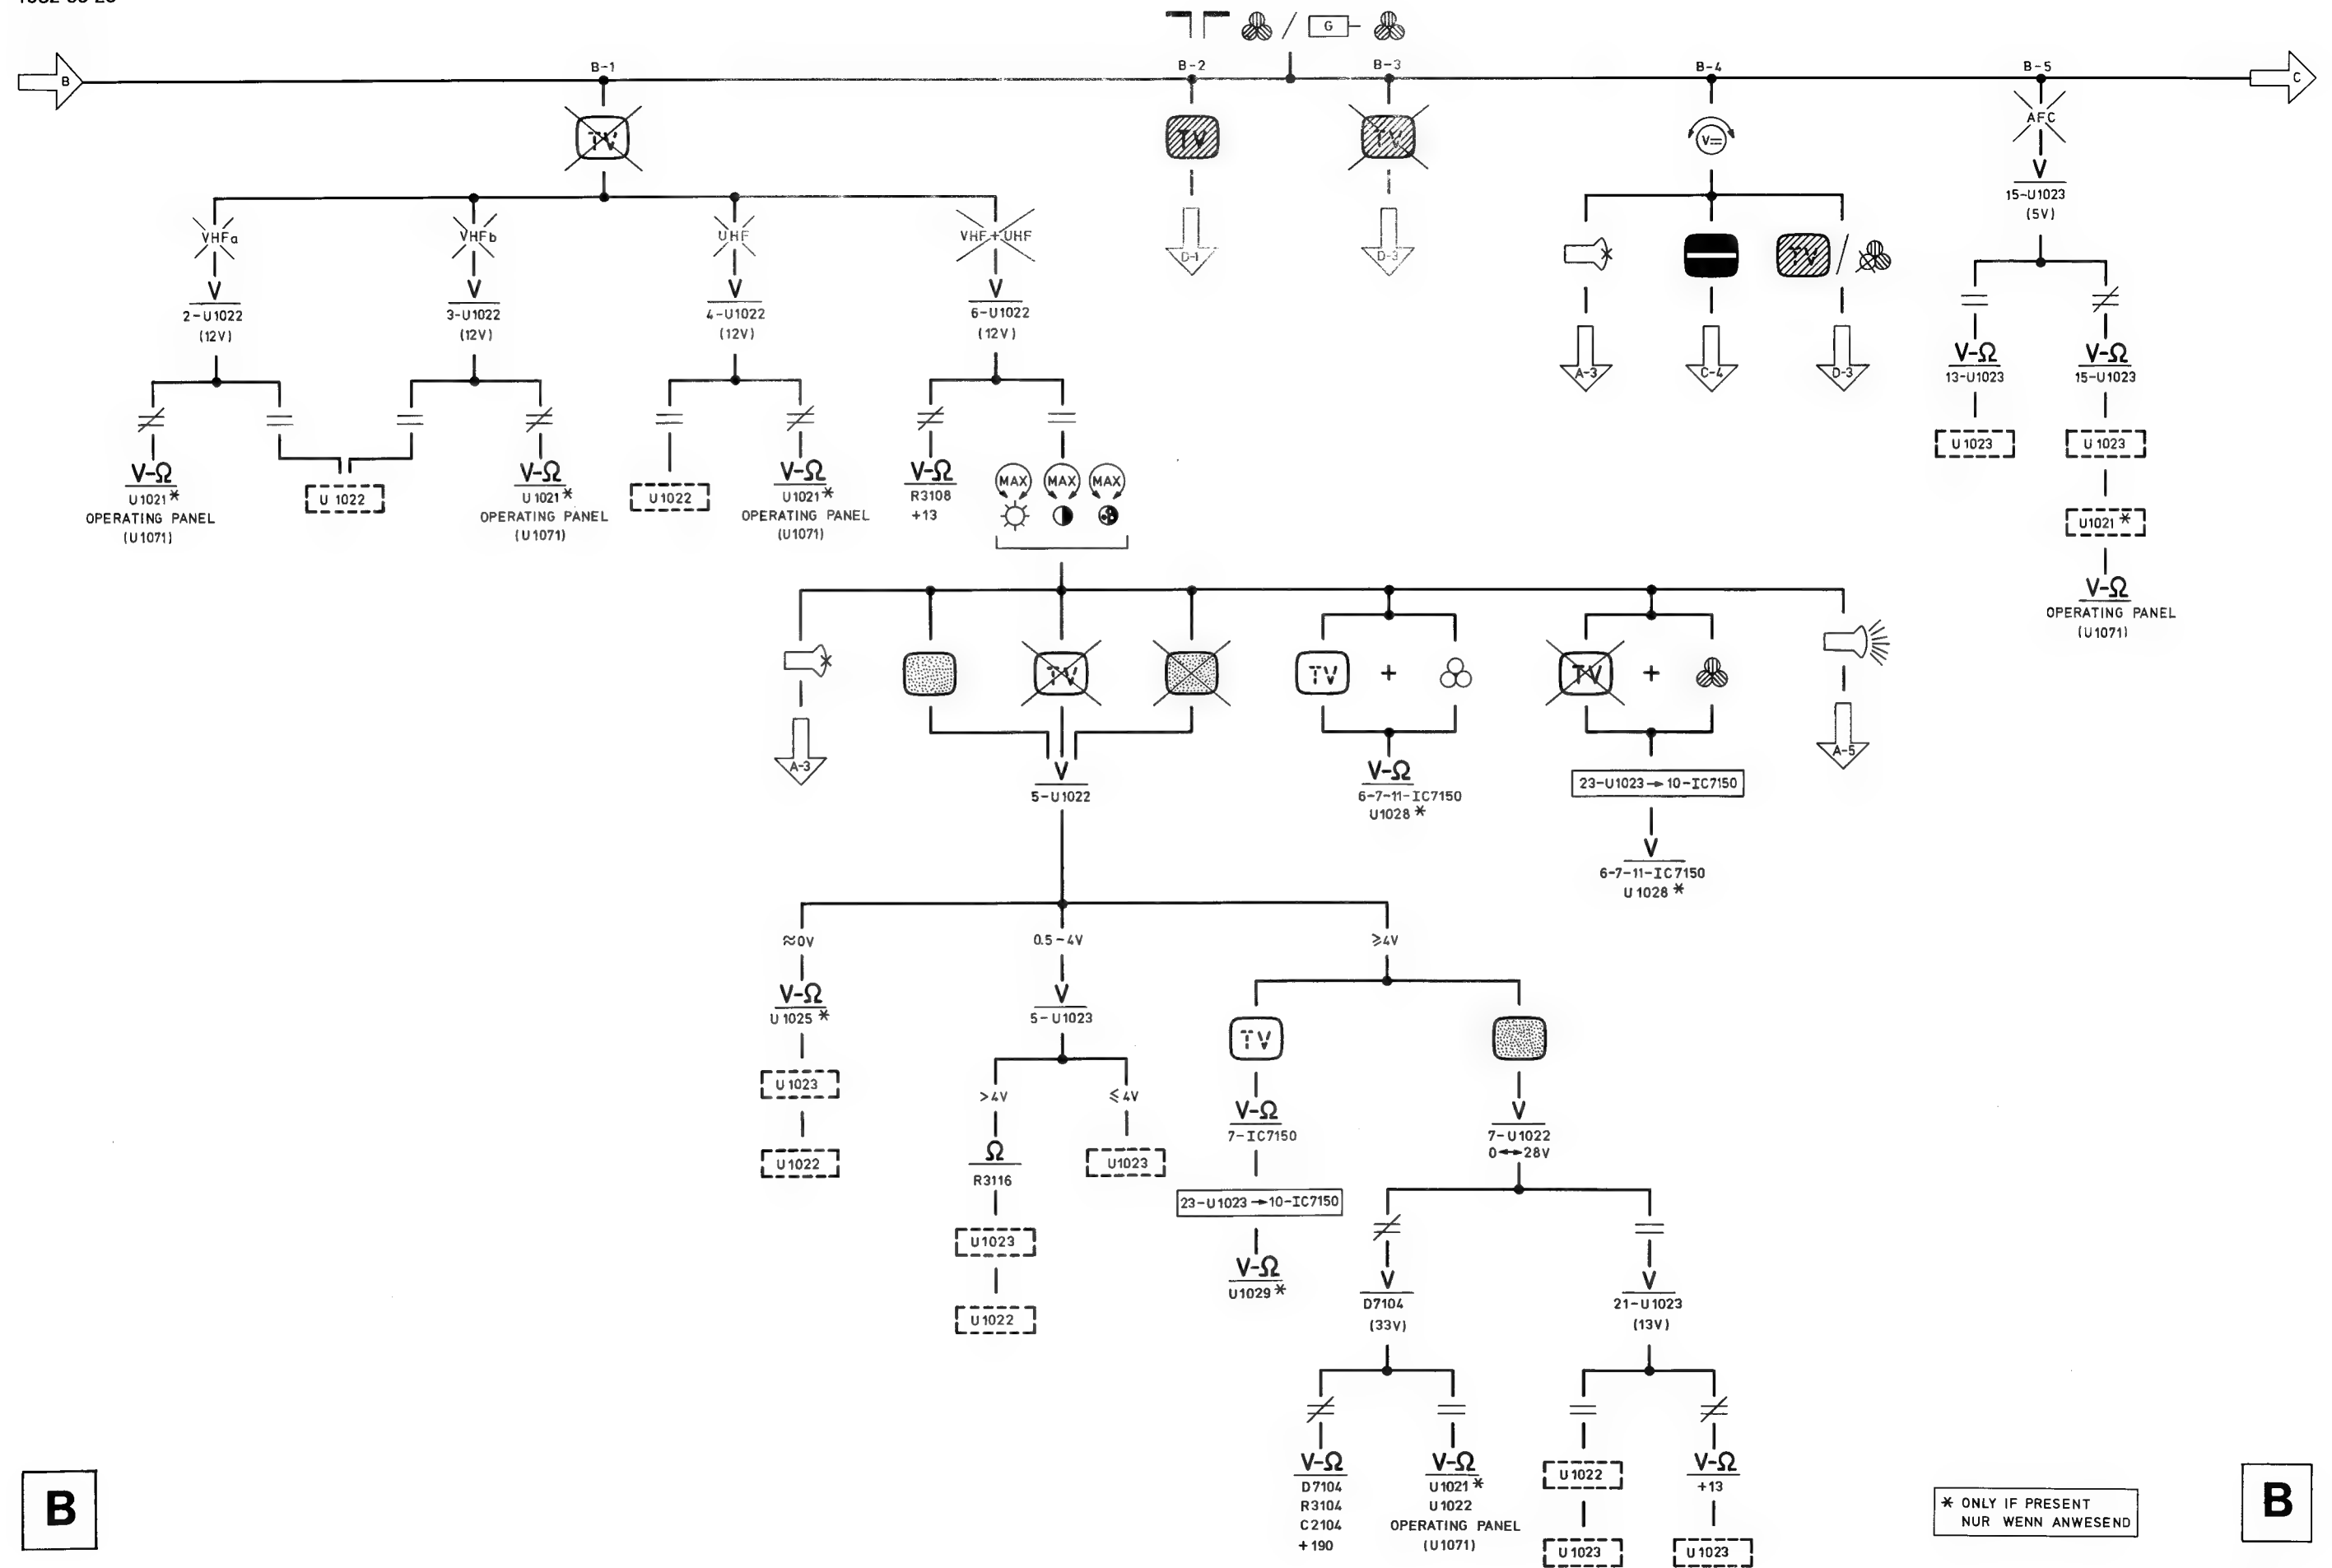 G
B
B-1
B-2
B-3
B-4
B-5
C
TV
TV
TV
V=
AFC
V
15-U1023
(5V)
VHFa
VHFb
UHF
VHF+UHF
D-1
D-3
TV
V
2-U1022
(12V)
V
3-U1022
(12V)
V
4-U1022
(12V)
V
6-U1022
(12V)
A-3
C-4
D-3
V-Ω
13-U1023
V-Ω
15-U1023
U1023
U1023
V-Ω
U1021*
OPERATING PANEL
(U1071)
U 1022
V-Ω
U1021*
OPERATING PANEL
(U1071)
U1022
V-Ω
U1021*
OPERATING PANEL
(U1071)
V-Ω
R3108
+13
MAX
MAX
MAX
U1021 *
V-Ω
OPERATING PANEL
(U1071)
TV
TV
+
TV
+
A-3
A-5
V
5-U1022
V-Ω
6-7-11-IC7150
U1028 *
23-U1023→10-IC7150
V
6-7-11-IC7150
U1028 *
≈0V
0.5-4V
⩾4V
V-Ω
U1025 *
V
5-U1023
TV
U1023
>4V
⩽4V
V-Ω
7-IC7150
V
7-U1022
0↔28V
U1022
Ω
R3116
U1023
23-U1023→10-IC7150
U1023
V-Ω
U1029 *
U1022
V
D7104
(33V)
V
21-U1023
(13V)
V-Ω
D7104
R3104
C2104
+190
V-Ω
U1021 *
U1022
OPERATING PANEL
(U1071)
U1022
U1023
V-Ω
+13
U1023
B
* ONLY IF PRESENT
NUR WENN ANWESEND
B